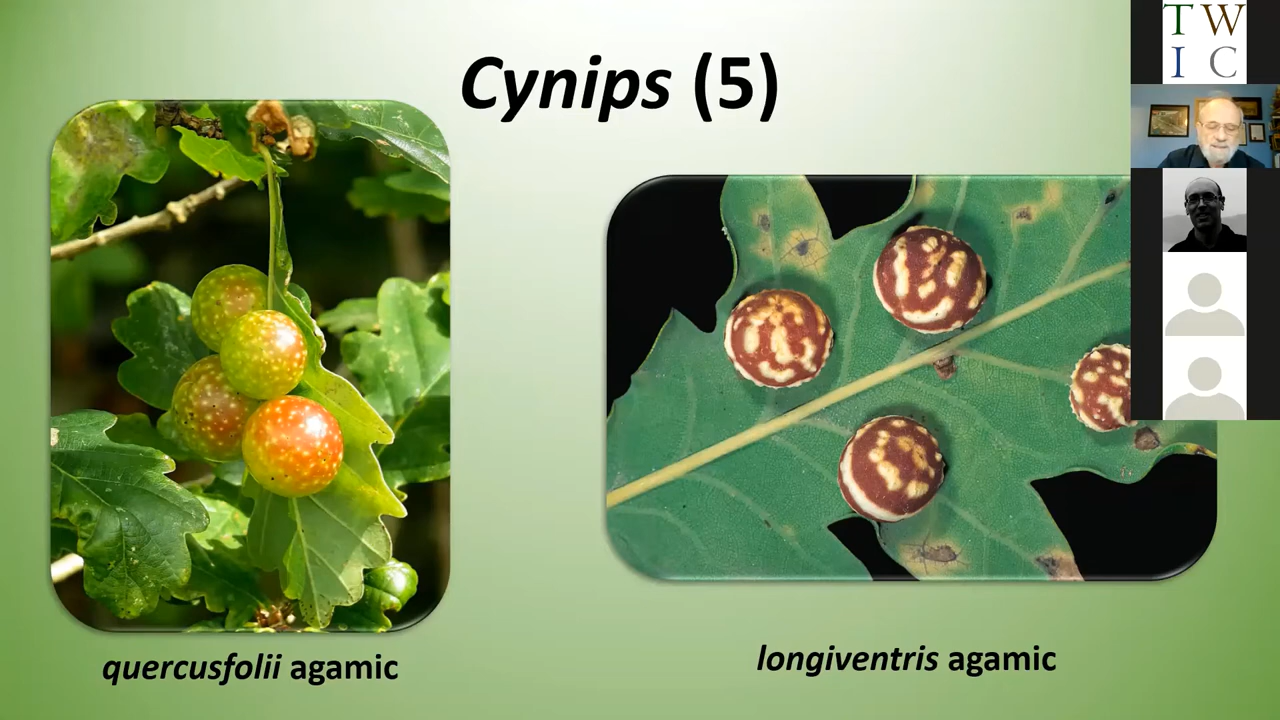 Cynips (5)
T W
I C
quercusfolii agamic
longiventris agamic